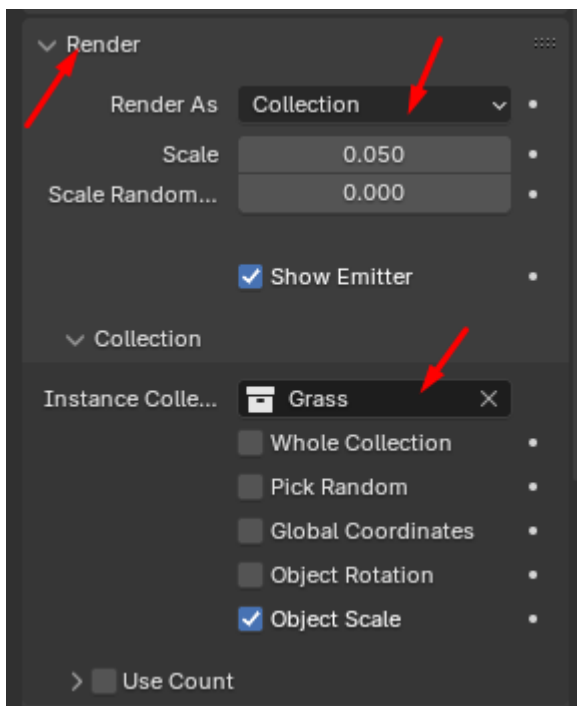 Render
Render As Collection
Scale 0.050
Scale Random... 0.000
Show Emitter
Collection
Instance Colle... Grass
Whole Collection
Pick Random
Global Coordinates
Object Rotation
Object Scale
Use Count